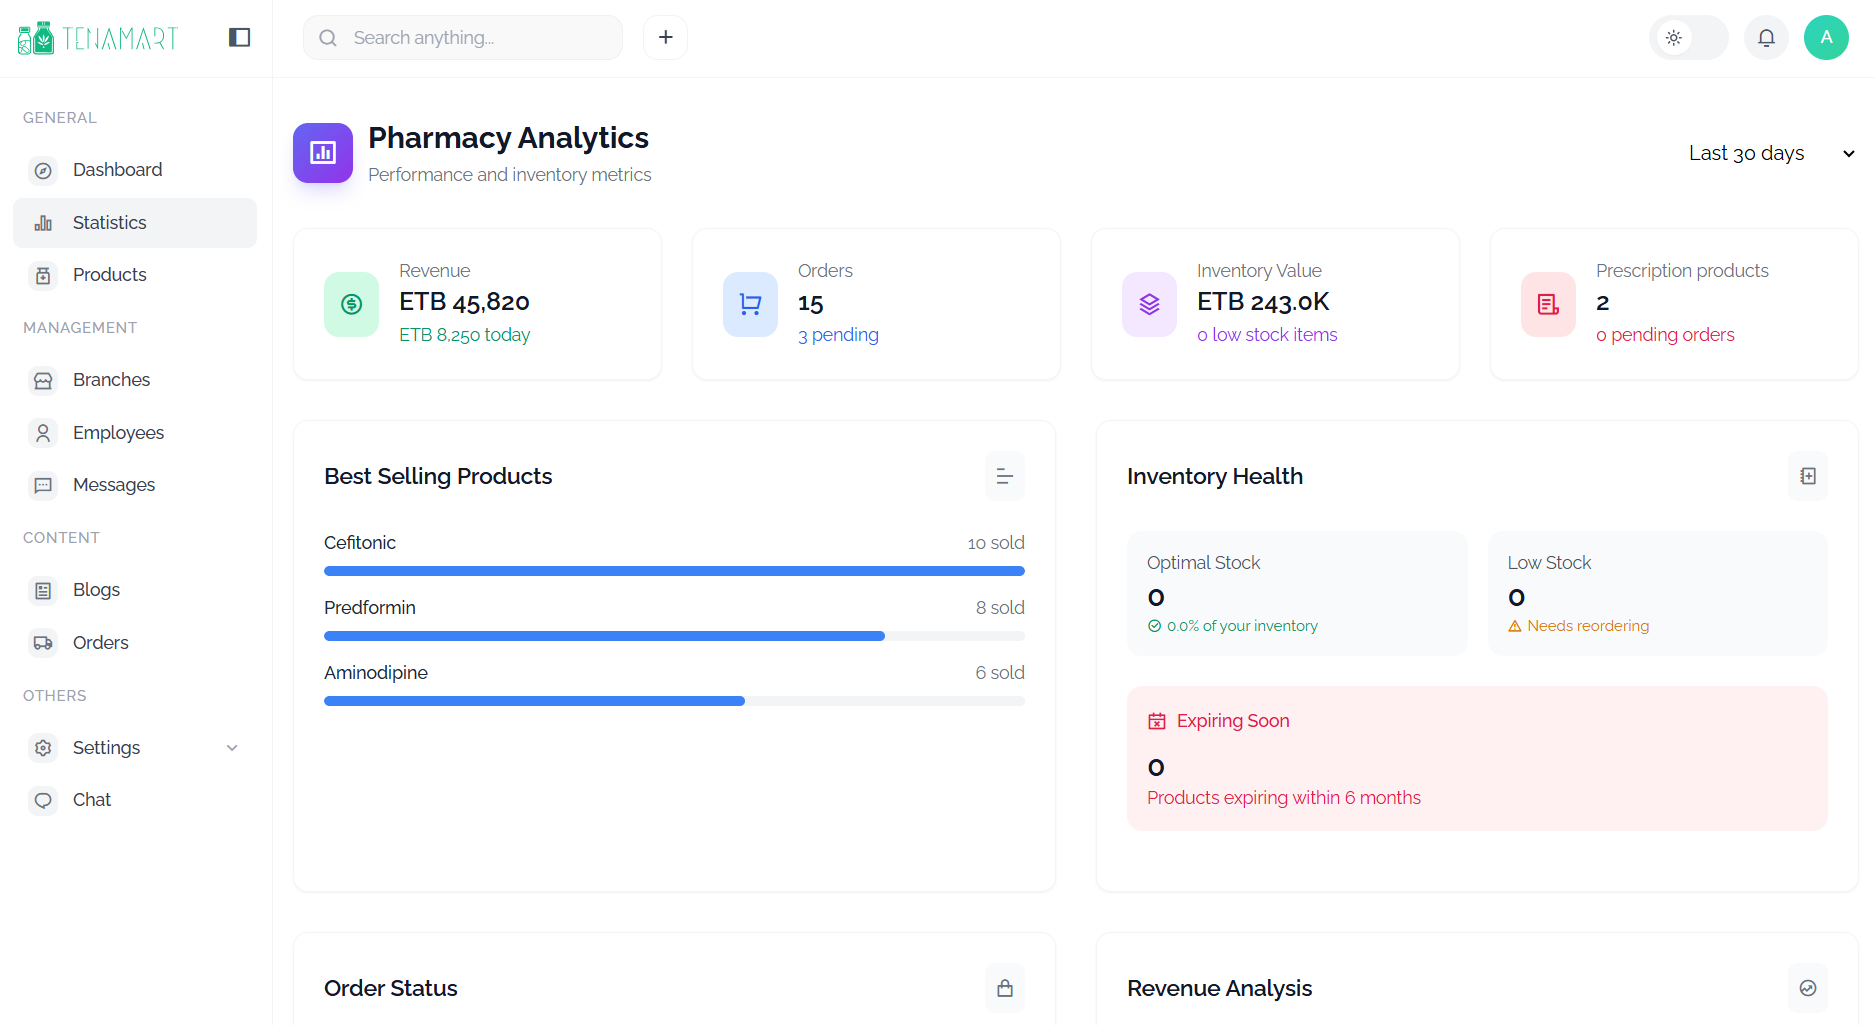 TENAMART
Search anything...
A
GENERAL
Dashboard
Statistics
Products
MANAGEMENT
Branches
Employees
Messages
CONTENT
Blogs
Orders
OTHERS
Settings
Chat
Pharmacy Analytics
Performance and inventory metrics
Last 30 days
Revenue
ETB 45,820
ETB 8,250 today
Orders
15
3 pending
Inventory Value
ETB 243.0K
0 low stock items
Prescription products
2
0 pending orders
Best Selling Products
Cefitonic 10 sold
Predformin 8 sold
Aminodipine 6 sold
Inventory Health
Optimal Stock
0
0.0% of your inventory
Low Stock
0
Needs reordering
Expiring Soon
0
Products expiring within 6 months
Order Status
Revenue Analysis